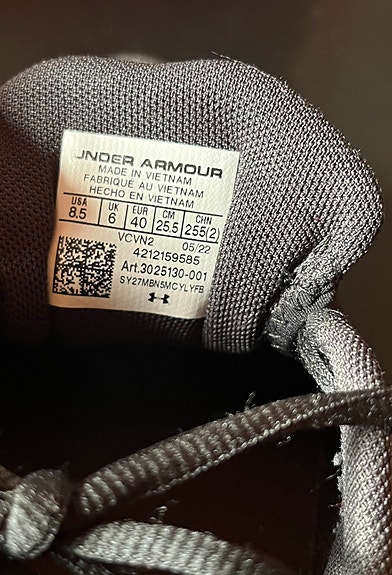 UNDER ARMOUR
MADE IN VIETNAM
FABRIQUÉ AU VIETNAM
HECHO EN VIETNAM
USA UK EUR CM CHN
8.5 6 40 25.5 255(2)
VCVN2 05/22
4212159585
Art.3025130-001
SY27MBN5MCYLYFB